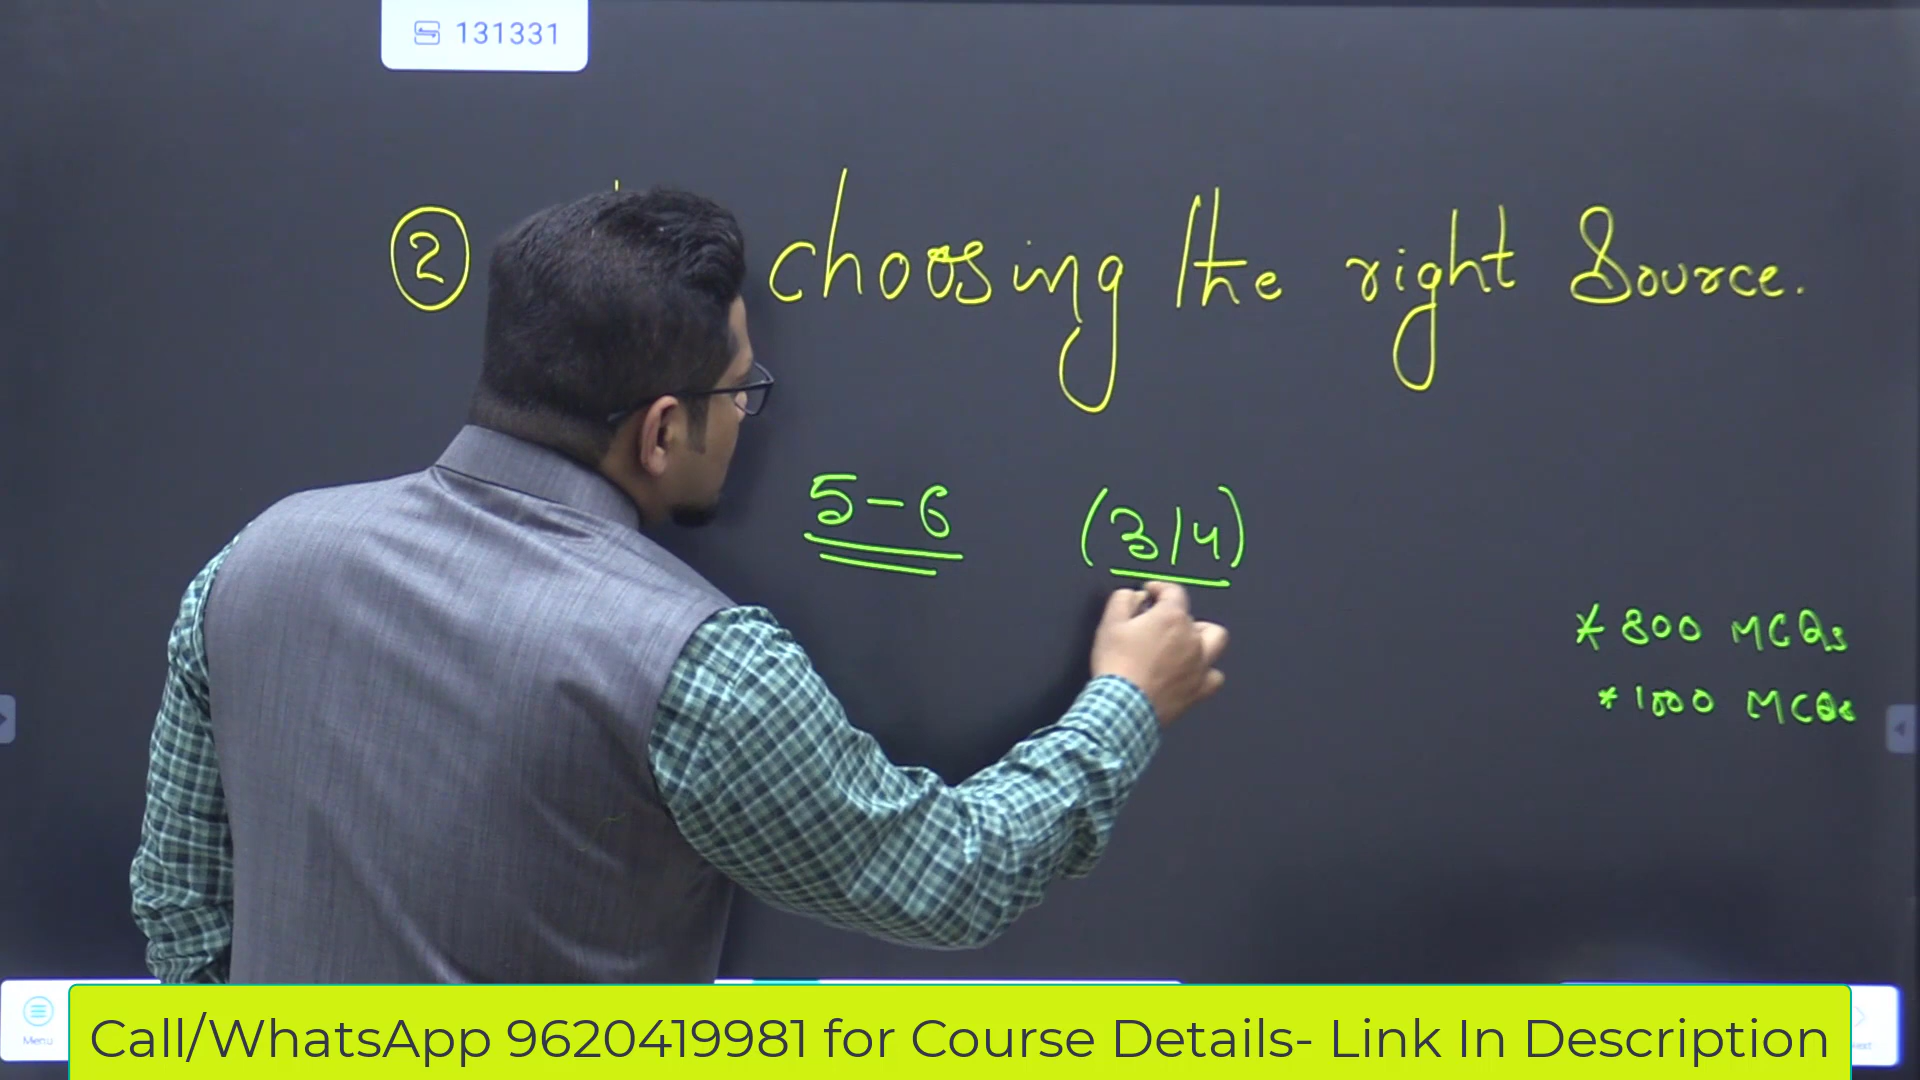 131331
② choosing the right Source.
5-6 (3/4)
* 800 MCQs
* 1000 MCQs
Menu
Call/WhatsApp 9620419981 for Course Details- Link In Description